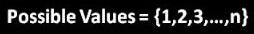 Possible Values = {1,2,3,...,n}